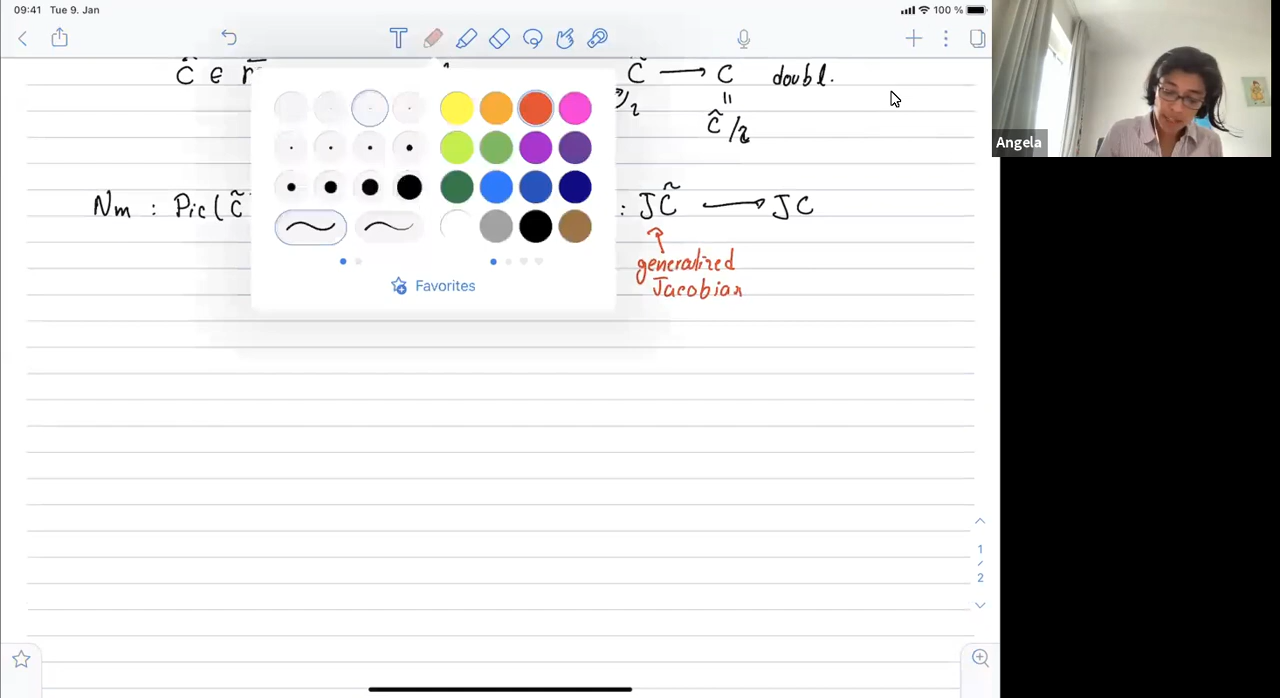 09:41 Tue 9. Jan 100 %
C̃ ∈ C̃ ⟶ C doubl.
=
C̃/2
Nm : Pic(C̃ : JC̃ ⟶ JC
↑
generalized
Jacobian
Favorites
1
/
2
Angela